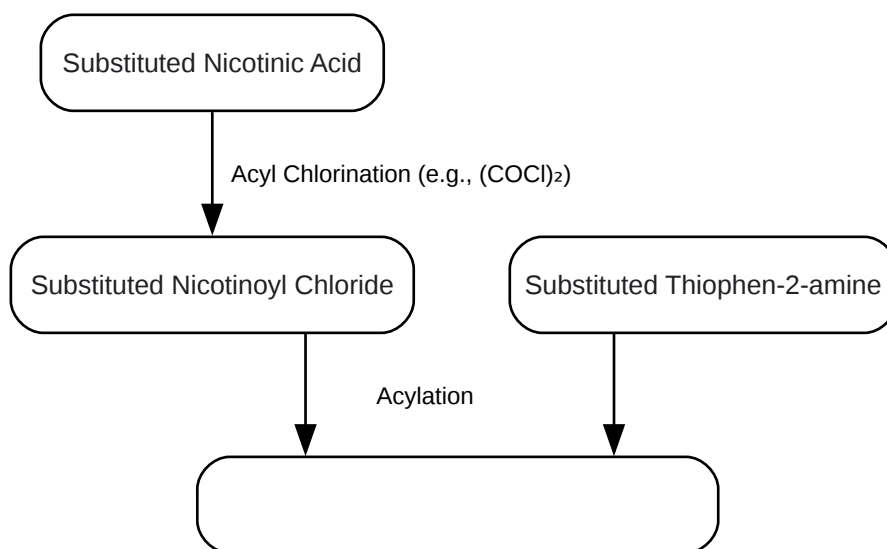 Substituted Nicotinic Acid
Acyl Chlorination (e.g., (COCl)₂)
Substituted Nicotinoyl Chloride
Substituted Thiophen-2-amine
Acylation